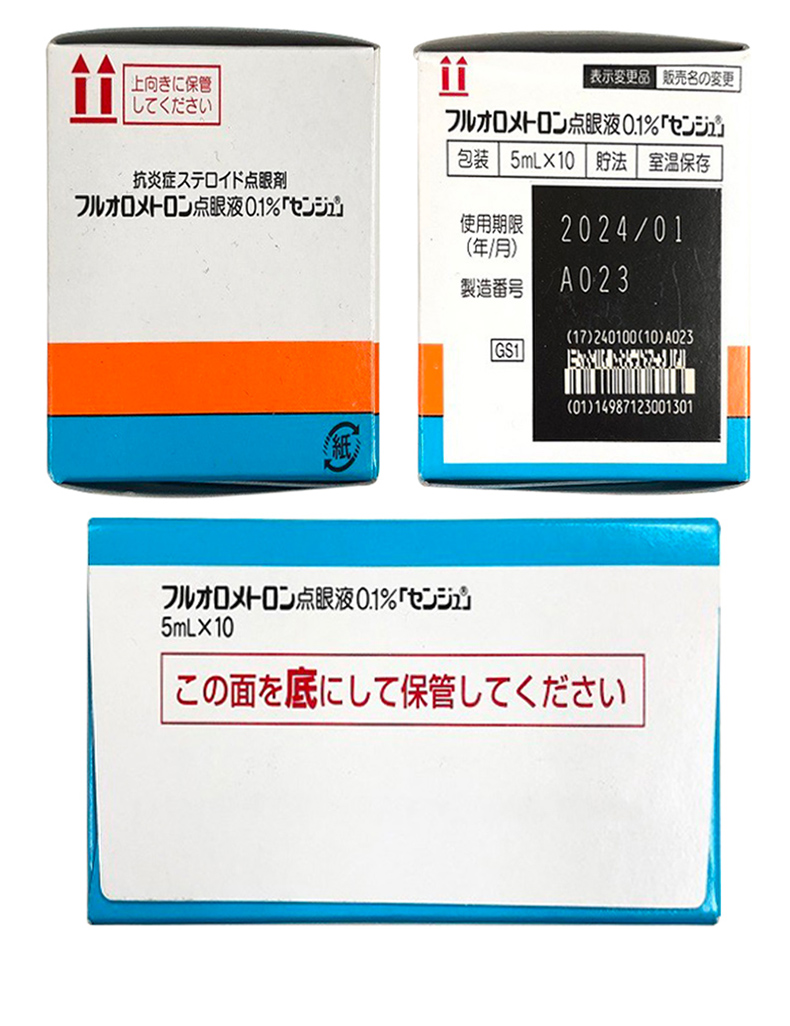 上向きに保管
してください
抗炎症ステロイド点眼剤
フルオロメトロン点眼液0.1%「センジュ®」
紙
表示変更品 販売名の変更
フルオロメトロン点眼液0.1%「センジュ®」
包装 5mL×10 貯法 室温保存
使用期限
(年/月)
2024/01
製造番号
A023
(17)240100(10)A023
GS1
(01)14987123001301
フルオロメトロン点眼液0.1%「センジュ®」
5mL×10
この面を底にして保管してください